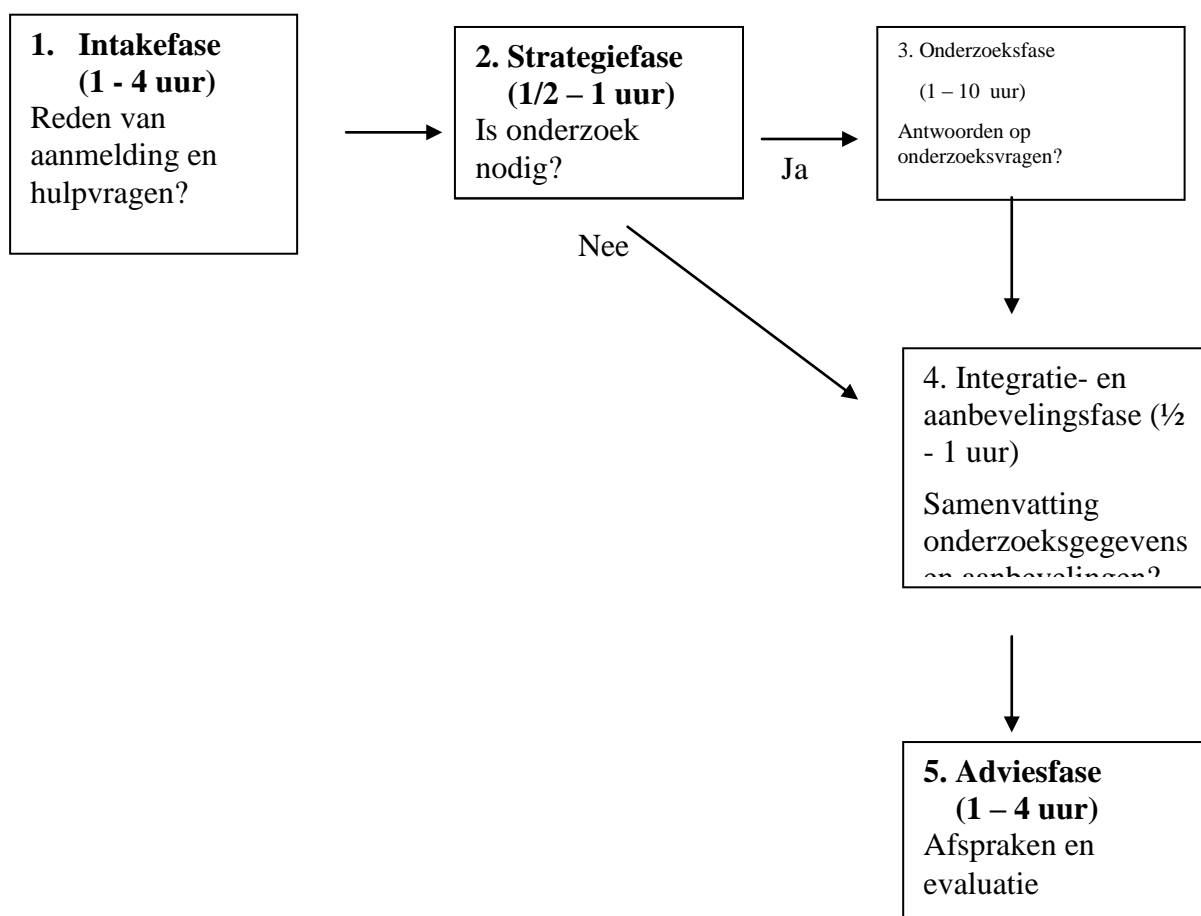 1. Intakefase
(1 - 4 uur)
Reden van
aanmelding en
hulpvragen?
2. Strategiefase
(1/2 – 1 uur)
Is onderzoek
nodig?
Ja
Nee
3. Onderzoeksfase
(1 – 10 uur)
Antwoorden op
onderzoeksvragen?
4. Integratie- en
aanbevelingsfase (½
- 1 uur)
Samenvatting
onderzoeksgegevens
en aanbevelingen?
5. Adviesfase
(1 – 4 uur)
Afspraken en
evaluatie